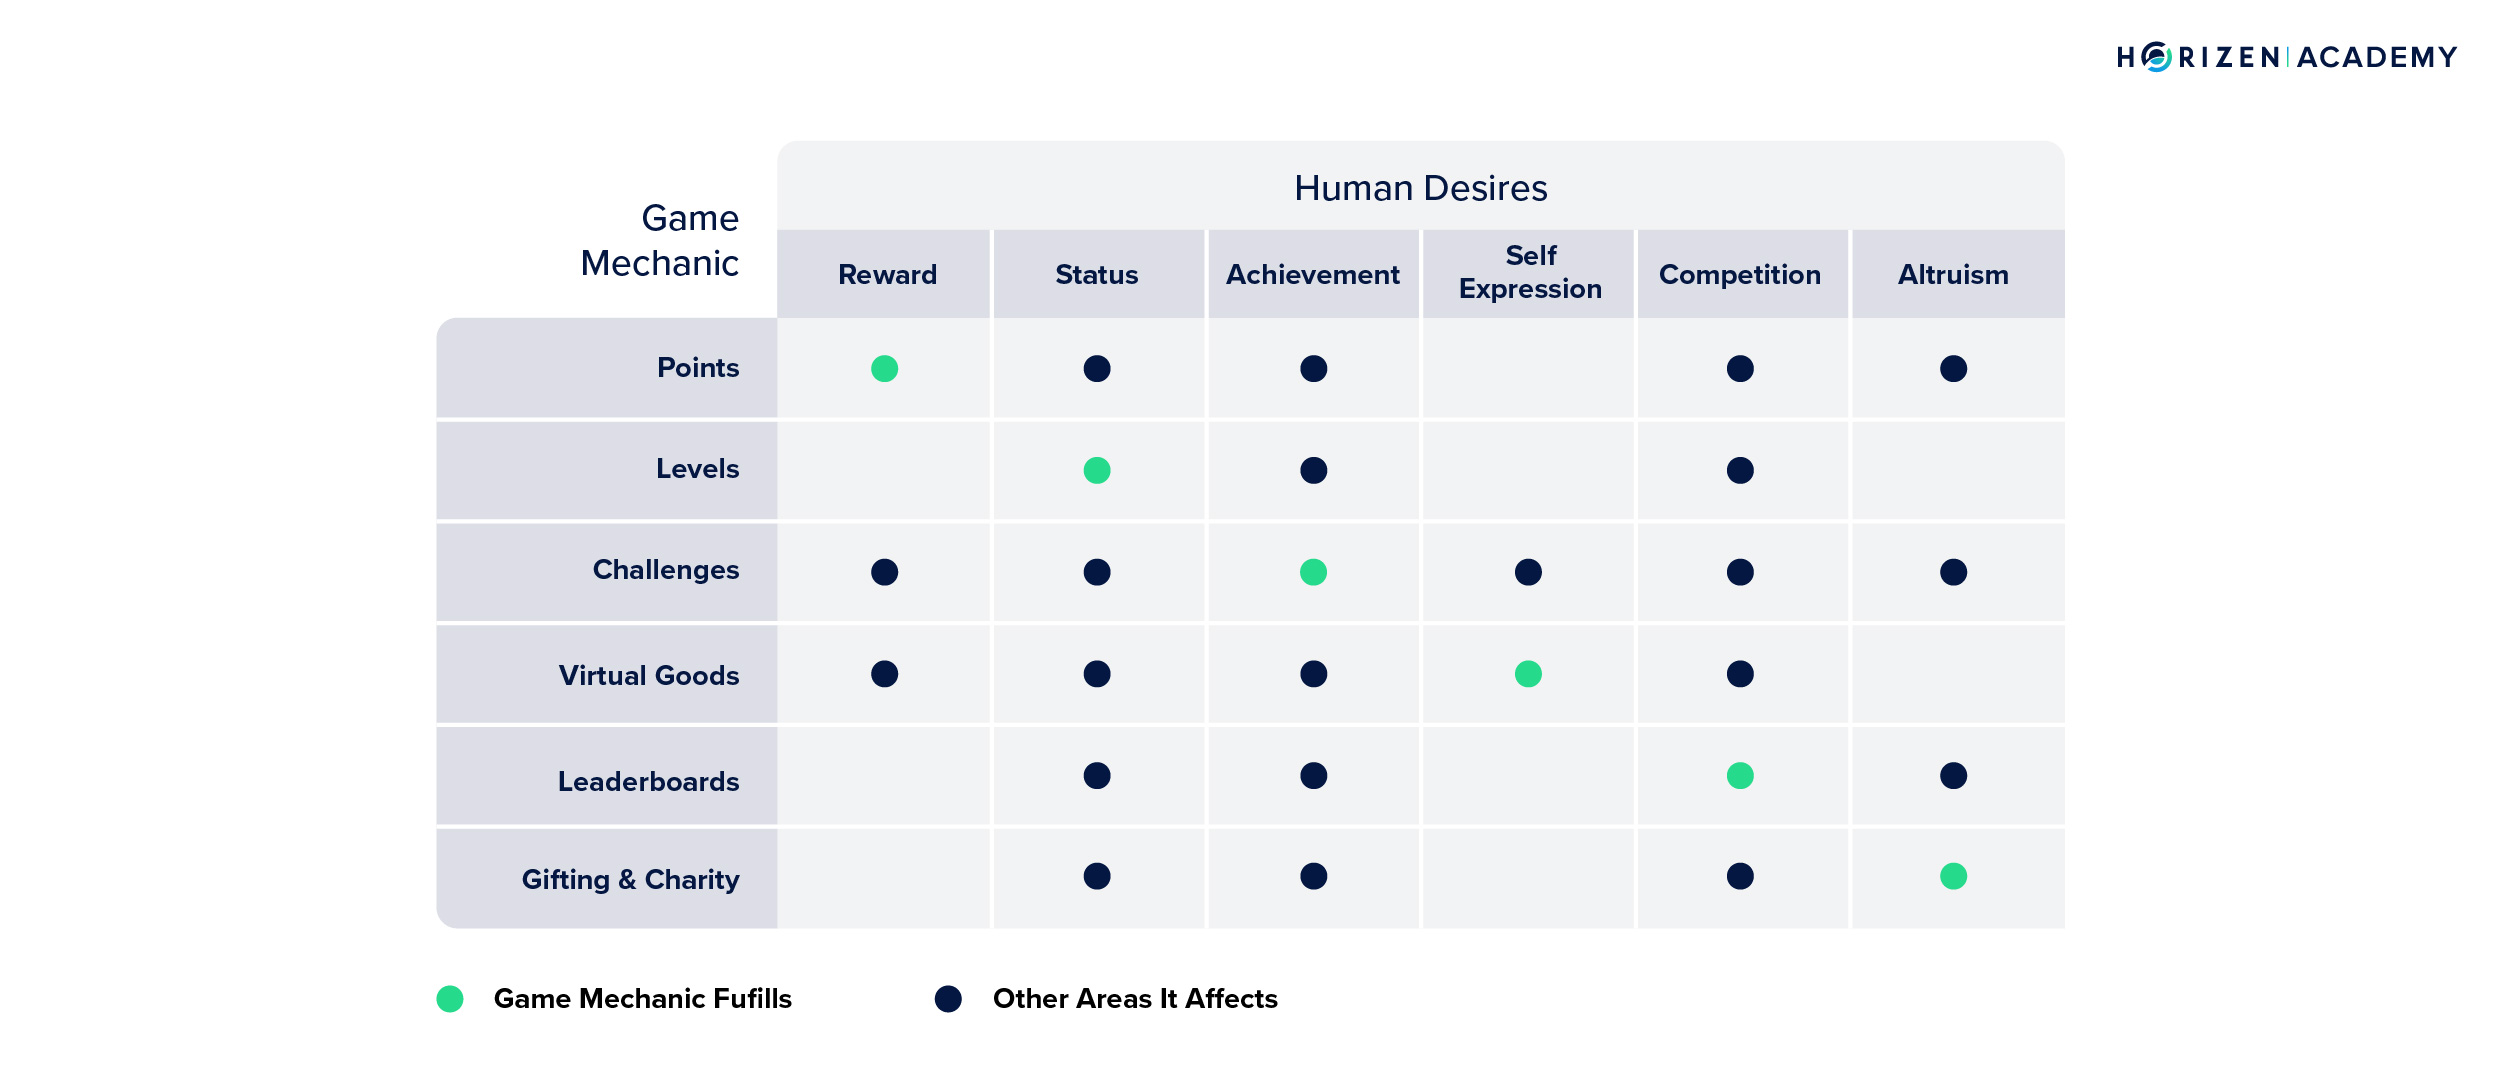 HORIZEN|ACADEMY
Human Desires
Game
Mechanic
Reward
Status
Achievement
Self
Expression
Competition
Altruism
Points
Levels
Challenges
Virtual Goods
Leaderboards
Gifting & Charity
Game Mechanic Fufills
Other Areas It Affects